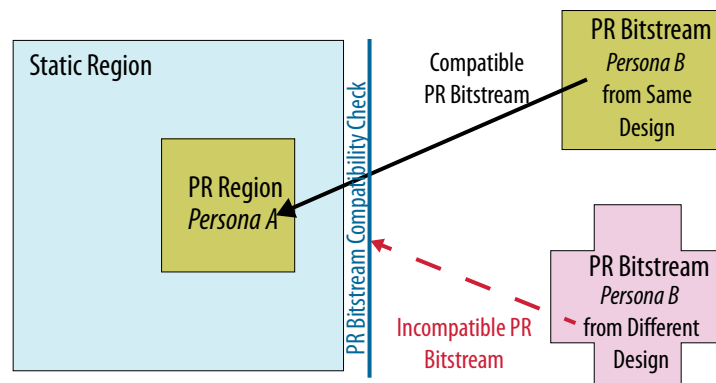 Static Region
PR Region
Persona A
PR Bitstream Compatibility Check
Compatible
PR Bitstream
PR Bitstream
Persona B
from Same
Design
Incompatible PR
Bitstream
PR Bitstream
Persona B
from Different
Design